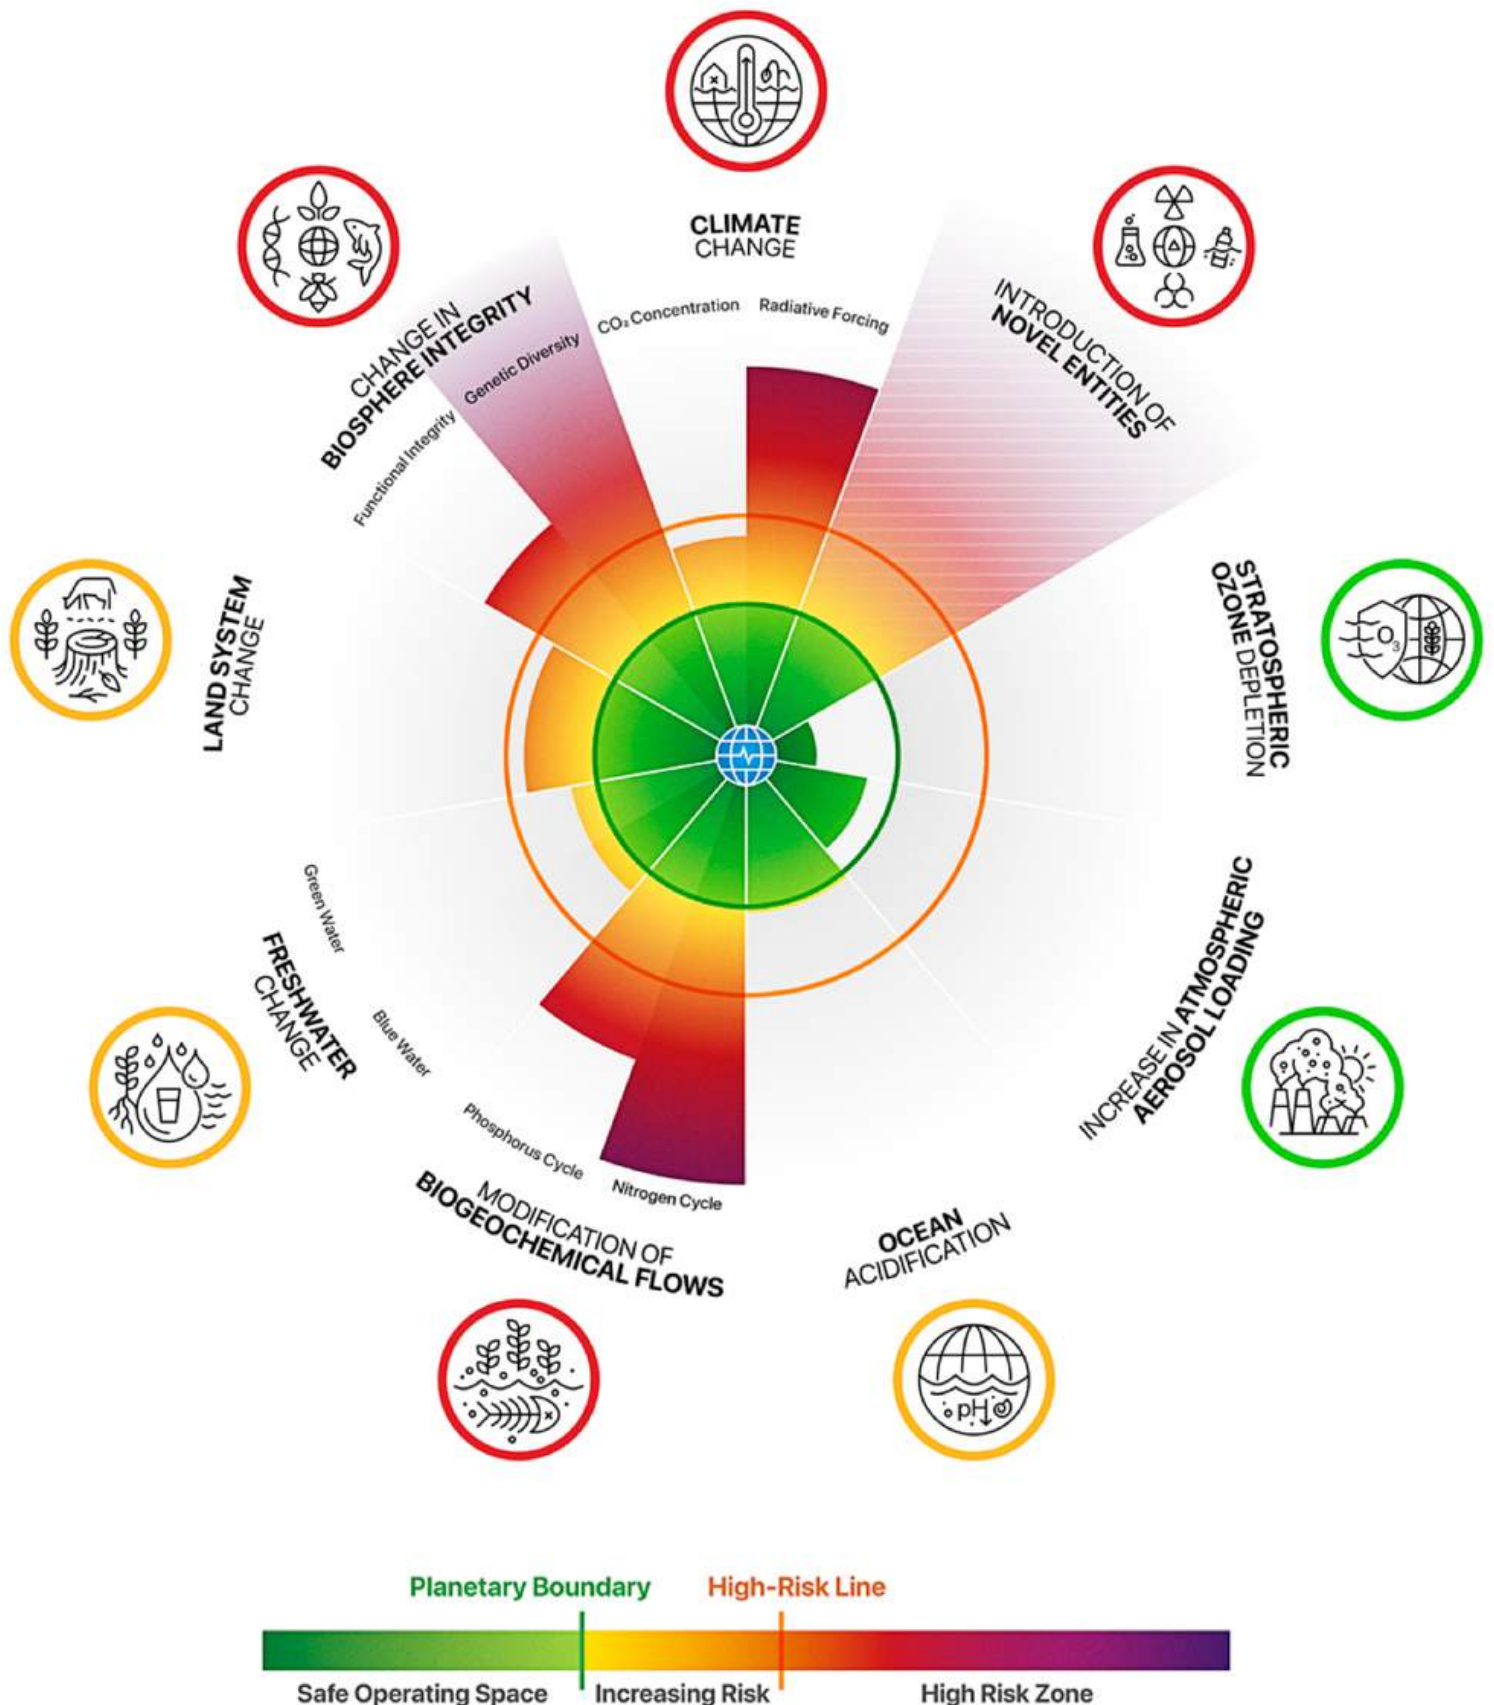 CLIMATE
CHANGE
CO₂ Concentration
Radiative Forcing
INTRODUCTION OF
NOVEL ENTITIES
STRATOSPHERIC
OZONE DEPLETION
O3
INCREASE IN ATMOSPHERIC
AEROSOL LOADING
OCEAN
ACIDIFICATION
pH
MODIFICATION OF
BIOGEOCHEMICAL FLOWS
Nitrogen Cycle
Phosphorus Cycle
FRESHWATER
CHANGE
Blue Water
Green Water
LAND SYSTEM
CHANGE
CHANGE IN
BIOSPHERE INTEGRITY
Functional Integrity
Genetic Diversity
Planetary Boundary
High-Risk Line
Safe Operating Space
Increasing Risk
High Risk Zone